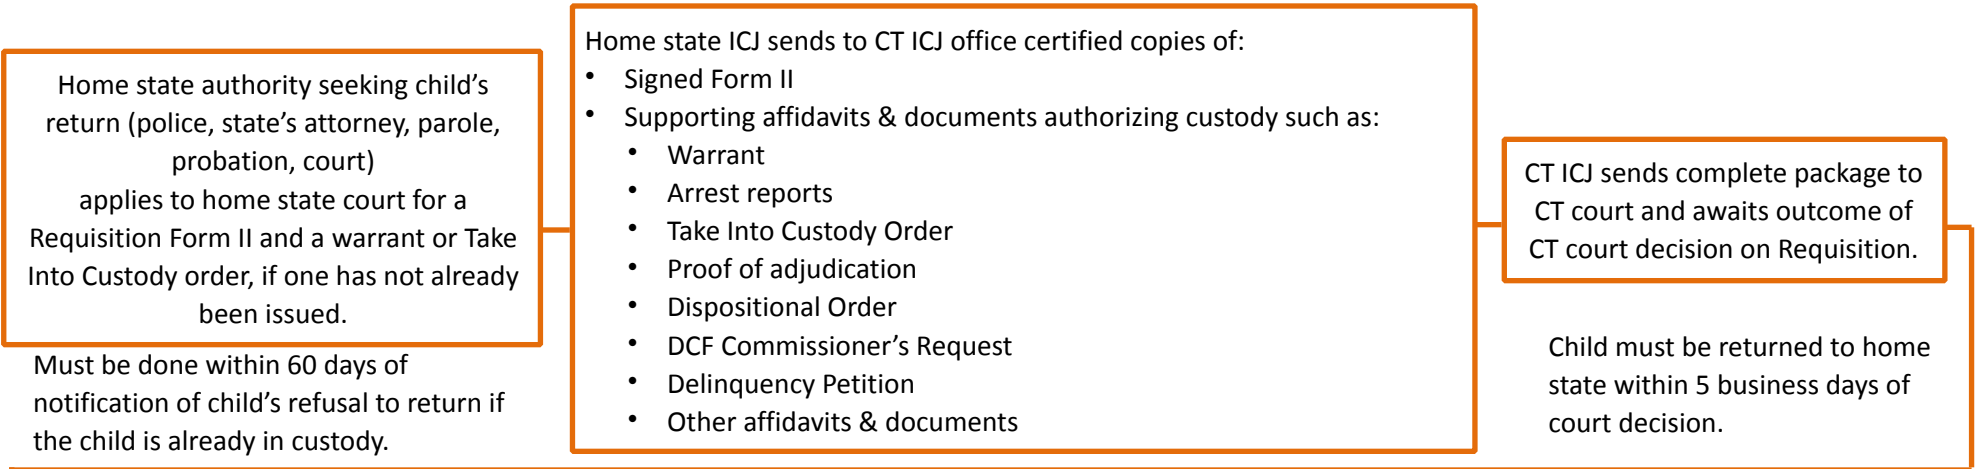 Home state authority seeking child’s
return (police, state’s attorney, parole,
probation, court)
applies to home state court for a
Requisition Form II and a warrant or Take
Into Custody order, if one has not already
been issued.
Must be done within 60 days of
notification of child’s refusal to return if
the child is already in custody.
Home state ICJ sends to CT ICJ office certified copies of:
• Signed Form II
• Supporting affidavits & documents authorizing custody such as:
• Warrant
• Arrest reports
• Take Into Custody Order
• Proof of adjudication
• Dispositional Order
• DCF Commissioner’s Request
• Delinquency Petition
• Other affidavits & documents
CT ICJ sends complete package to
CT court and awaits outcome of
CT court decision on Requisition.
Child must be returned to home
state within 5 business days of
court decision.